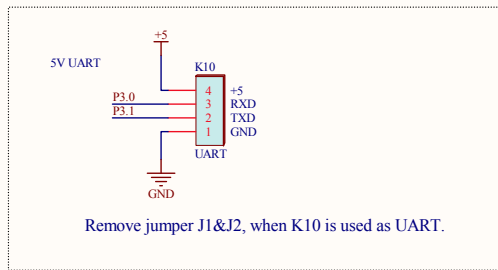 +5
5V UART
K10
4 +5
P3.0 3 RXD
P3.1 2 TXD
1 GND
UART
GND
Remove jumper J1&J2, when K10 is used as UART.